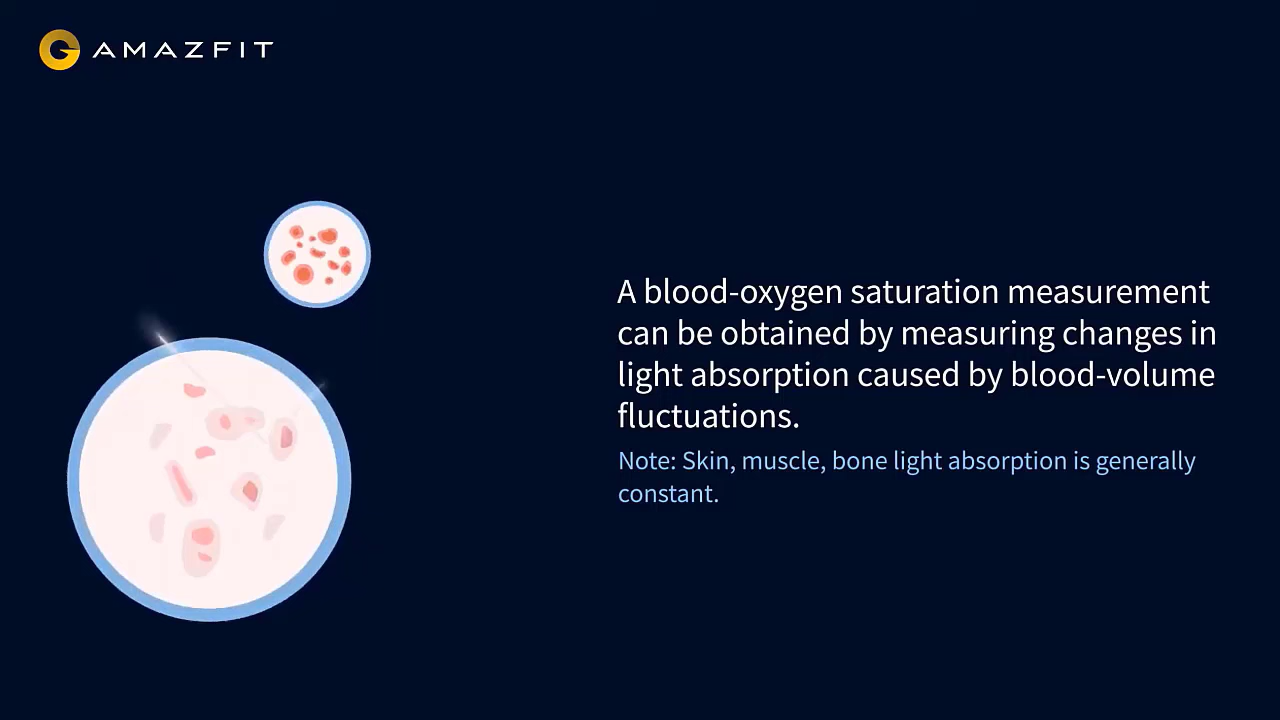 AMAZFIT
A blood-oxygen saturation measurement
can be obtained by measuring changes in
light absorption caused by blood-volume
fluctuations.
Note: Skin, muscle, bone light absorption is generally
constant.